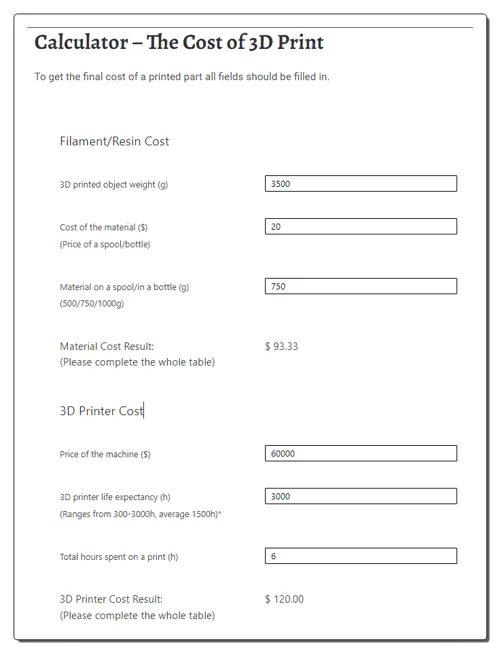 Calculator – The Cost of 3D Print
To get the final cost of a printed part all fields should be filled in.
Filament/Resin Cost
3D printed object weight (g) 3500
Cost of the material ($) 20
(Price of a spool/bottle)
Material on a spool/in a bottle (g) 750
(500/750/1000g)
Material Cost Result: $ 93.33
(Please complete the whole table)
3D Printer Cost
Price of the machine ($) 60000
3D printer life expectancy (h) 3000
(Ranges from 300-3000h, average 1500h)*
Total hours spent on a print (h) 6
3D Printer Cost Result: $ 120.00
(Please complete the whole table)